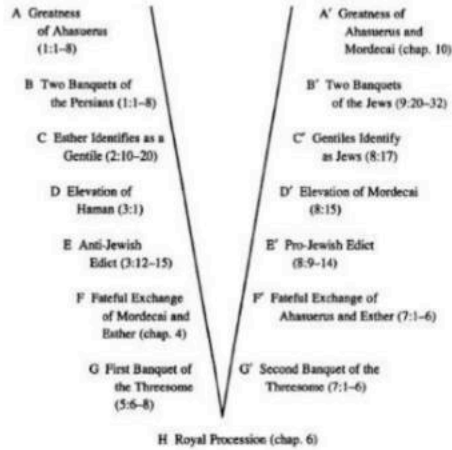 A Greatness
of Ahasuerus
(1:1–8)
A′ Greatness of
Ahasuerus and
Mordecai (chap. 10)
B Two Banquets of
the Persians (1:1–8)
B′ Two Banquets
of the Jews (9:20–32)
C Esther Identifies as a
Gentile (2:10–20)
C′ Gentiles Identify
as Jews (8:17)
D Elevation of
Haman (3:1)
D′ Elevation of Mordecai
(8:15)
E Anti-Jewish
Edict (3:12–15)
E′ Pro-Jewish Edict
(8:9–14)
F Fateful Exchange
of Mordecai and
Esther (chap. 4)
F′ Fateful Exchange of
Ahasuerus and Esther (7:1–6)
G First Banquet of
the Threesome
(5:6–8)
G′ Second Banquet of the
Threesome (7:1–6)
H Royal Procession (chap. 6)